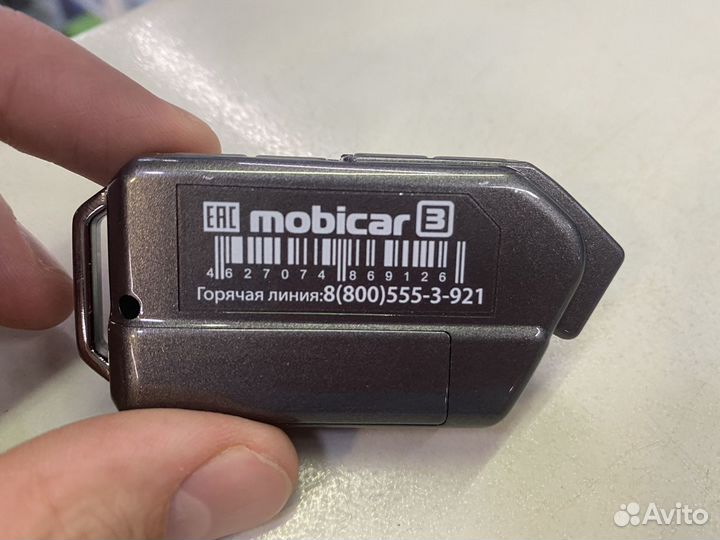 EAC mobicar 3
4 627074 869126
Горячая линия:8(800)555-3-921
Avito